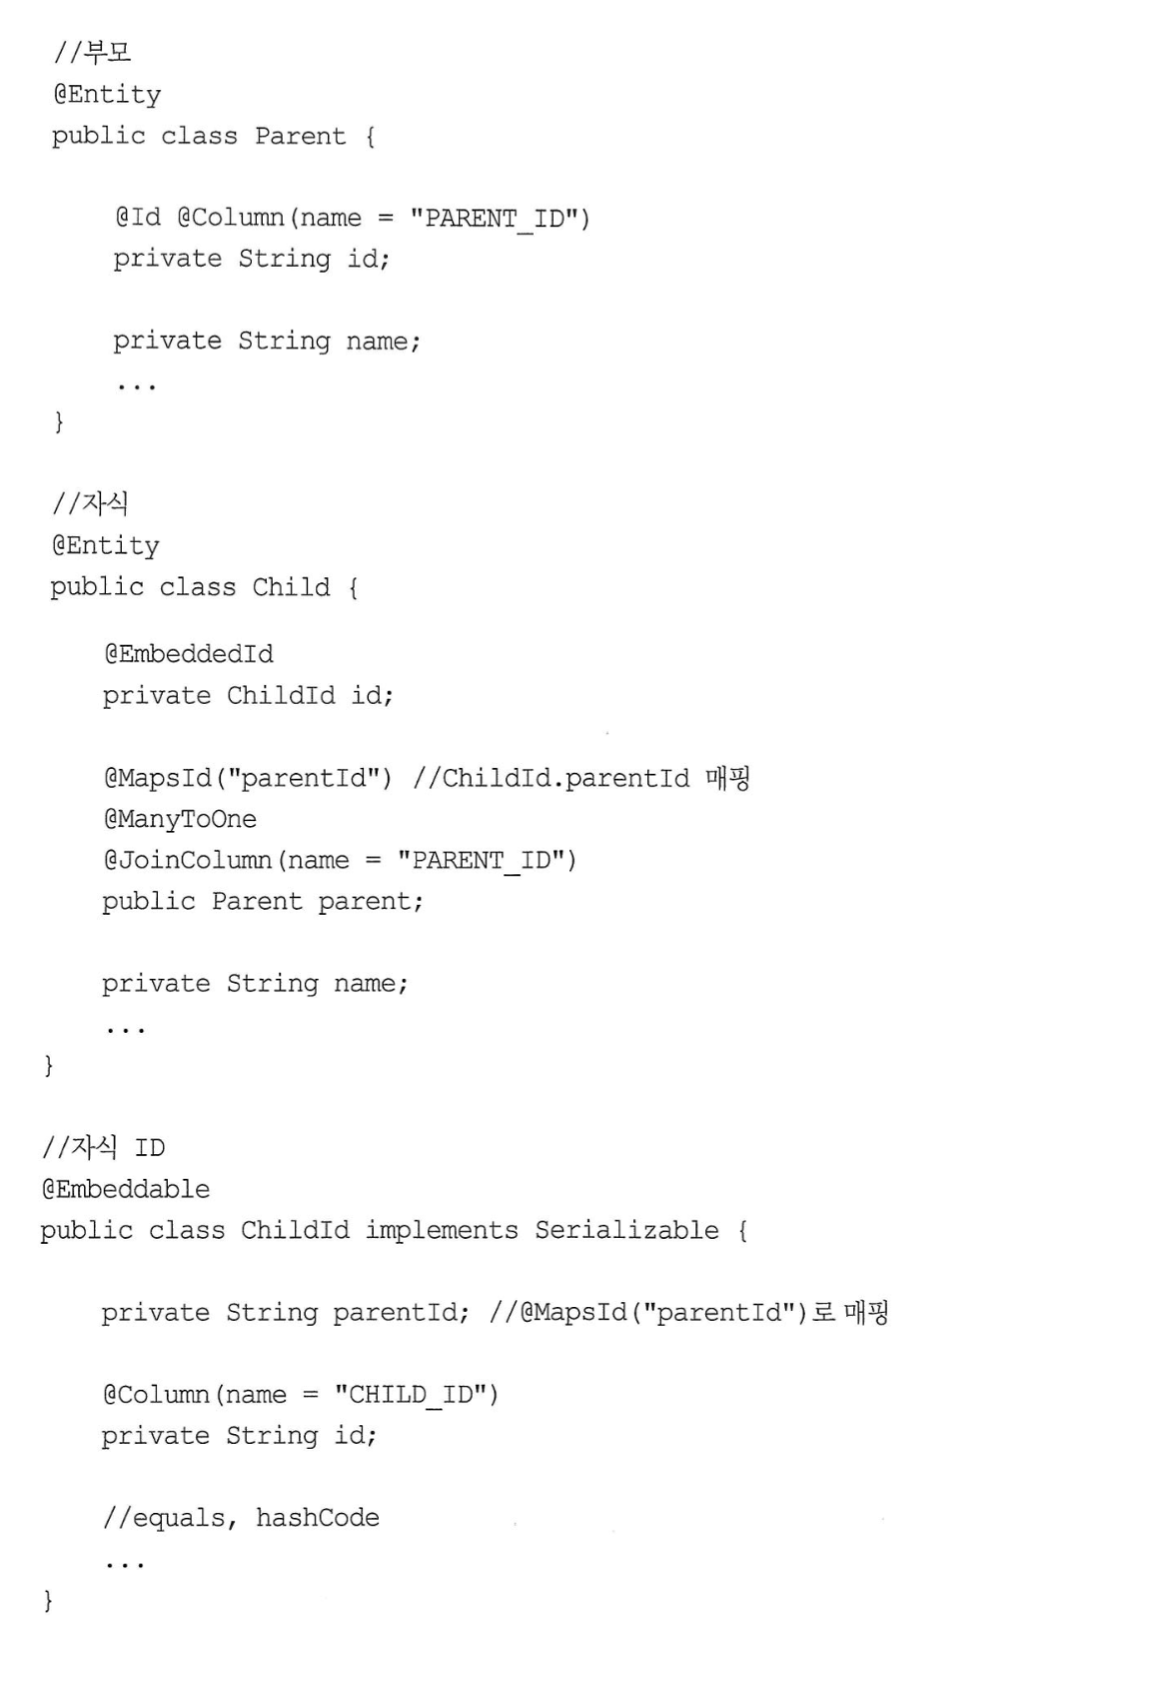 //부모
@Entity
public class Parent {
@Id @Column(name = "PARENT_ID")
private String id;
private String name;
...
}
//자식
@Entity
public class Child {
@EmbeddedId
private ChildId id;
@MapsId("parentId") //ChildId.parentId 매핑
@ManyToOne
@JoinColumn(name = "PARENT_ID")
public Parent parent;
private String name;
...
}
//자식 ID
@Embeddable
public class ChildId implements Serializable {
private String parentId; //@MapsId("parentId")로 매핑
@Column(name = "CHILD_ID")
private String id;
//equals, hashCode
...
}